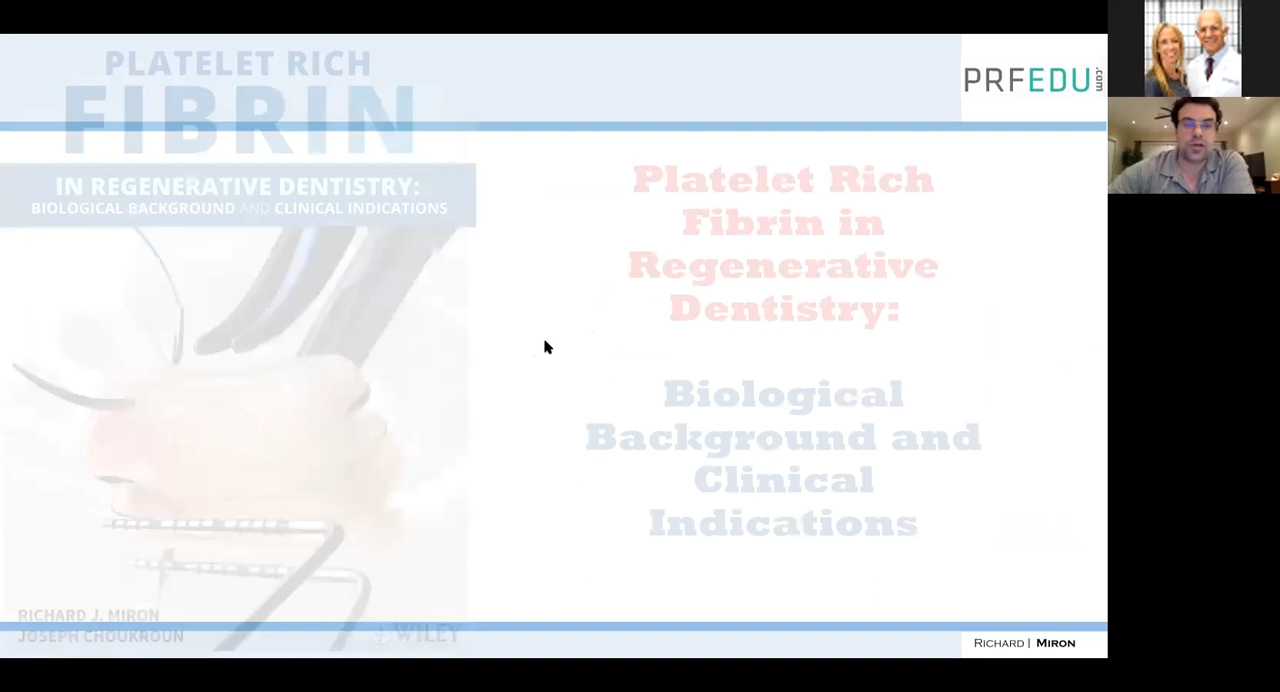 PLATELET RICH
FIBRIN
IN REGENERATIVE DENTISTRY:
BIOLOGICAL BACKGROUND AND CLINICAL INDICATIONS
RICHARD J. MIRON
JOSEPH CHOUKROUN
WILEY
PRFEDU.com
Platelet Rich
Fibrin in
Regenerative
Dentistry:
Biological
Background and
Clinical
Indications
RICHARD | MIRON